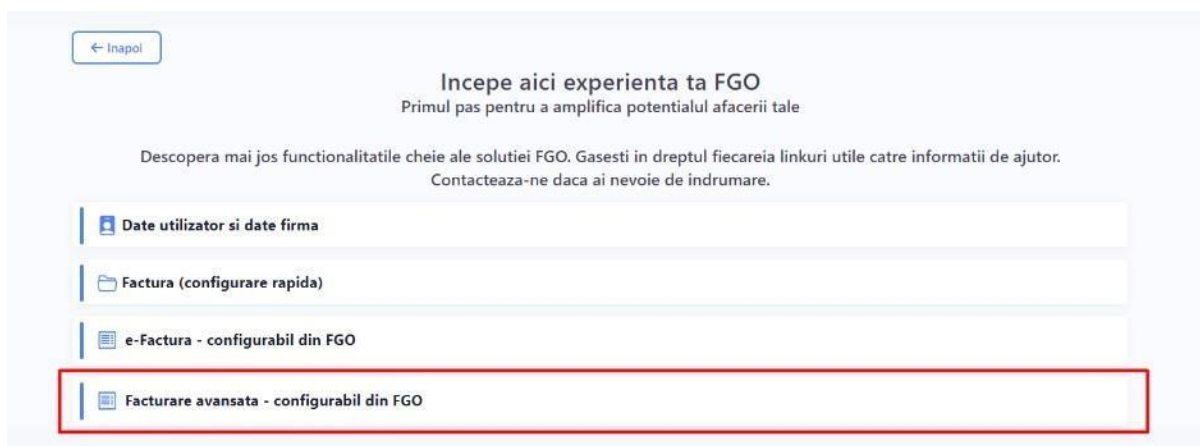 ← Inapoi
Incepe aici experienta ta FGO
Primul pas pentru a amplifica potentialul afacerii tale
Descopera mai jos functionalitatile cheie ale solutiei FGO. Gasesti in dreptul fiecareia linkuri utile catre informatii de ajutor.
Contacteaza-ne daca ai nevoie de indrumare.
Date utilizator si date firma
Factura (configurare rapida)
e-Factura - configurabil din FGO
Facturare avansata - configurabil din FGO